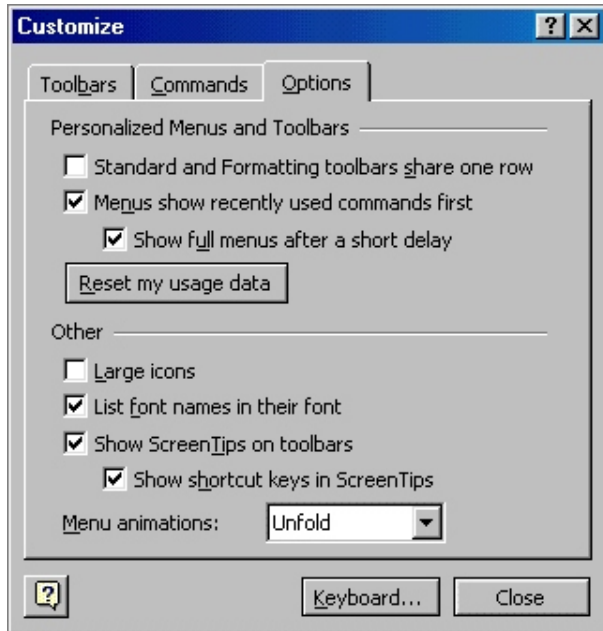 Customize
Toolbars Commands Options
Personalized Menus and Toolbars
Standard and Formatting toolbars share one row
Menus show recently used commands first
Show full menus after a short delay
Reset my usage data
Other
Large icons
List font names in their font
Show ScreenTips on toolbars
Show shortcut keys in ScreenTips
Menu animations: Unfold
Keyboard... Close